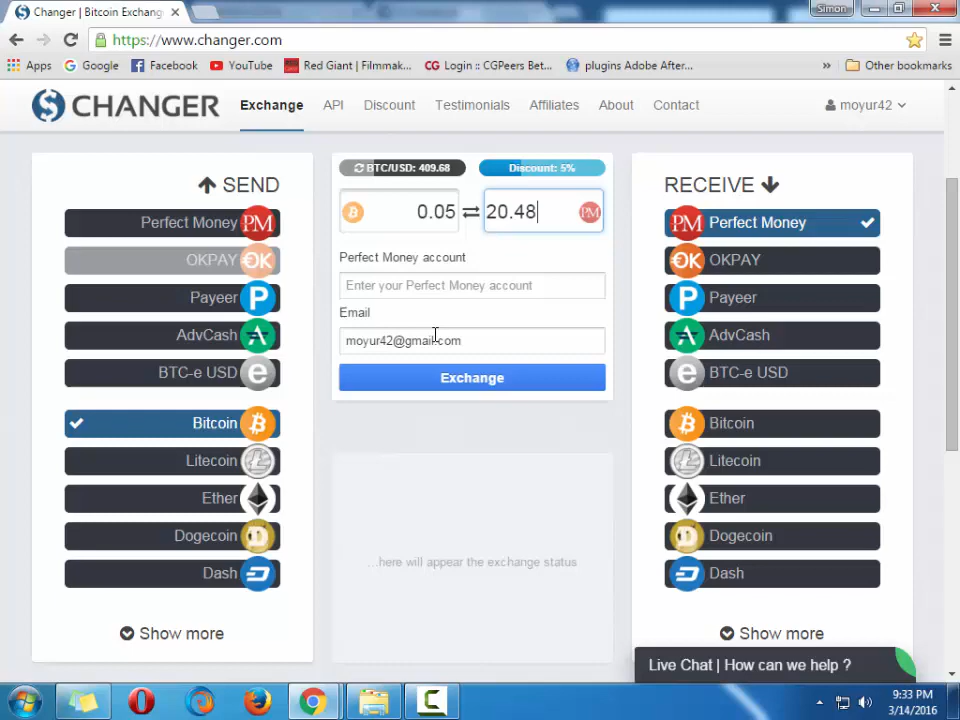 Changer | Bitcoin Exchang
Simon
https://www.changer.com
Apps
Google
Facebook
YouTube
Red Giant | Filmmak...
CG Login :: CGPeers Bet...
plugins Adobe After...
»
Other bookmarks
CHANGER
Exchange
API
Discount
Testimonials
Affiliates
About
Contact
moyur42
SEND
Perfect Money PM
OKPAY OK
Payeer P
AdvCash
BTC-e USD e
Bitcoin
Litecoin
Ether
Dogecoin
Dash
Show more
BTC/USD: 409.68
Discount: 5%
0.05
20.48
PM
Perfect Money account
Enter your Perfect Money account
Email
moyur42@gmail.com
Exchange
...here will appear the exchange status
RECEIVE
PM Perfect Money
OK OKPAY
P Payeer
AdvCash
e BTC-e USD
Bitcoin
Litecoin
Ether
Dogecoin
Dash
Show more
Live Chat | How can we help ?
9:33 PM
3/14/2016